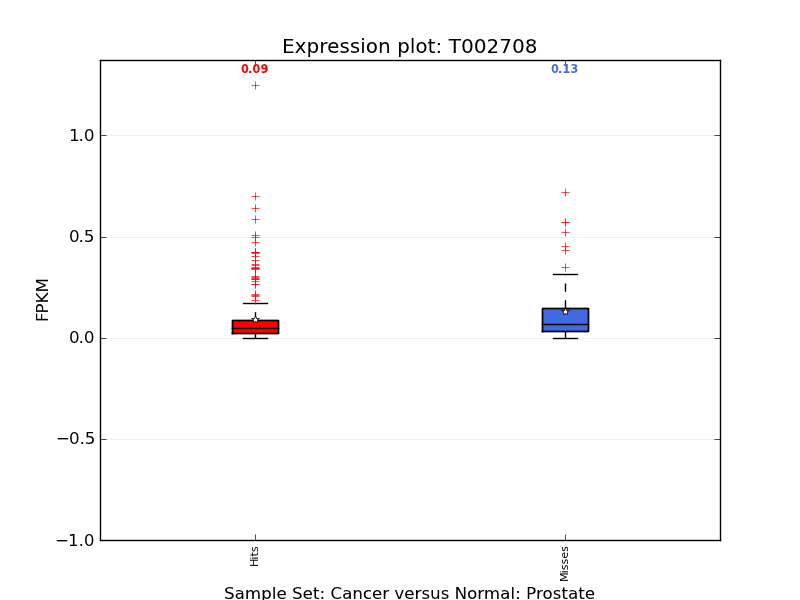 Expression plot: T002708
0.09 0.13
1.0
0.5
0.0
−0.5
−1.0
FPKM
Hits Misses
Sample Set: Cancer versus Normal: Prostate